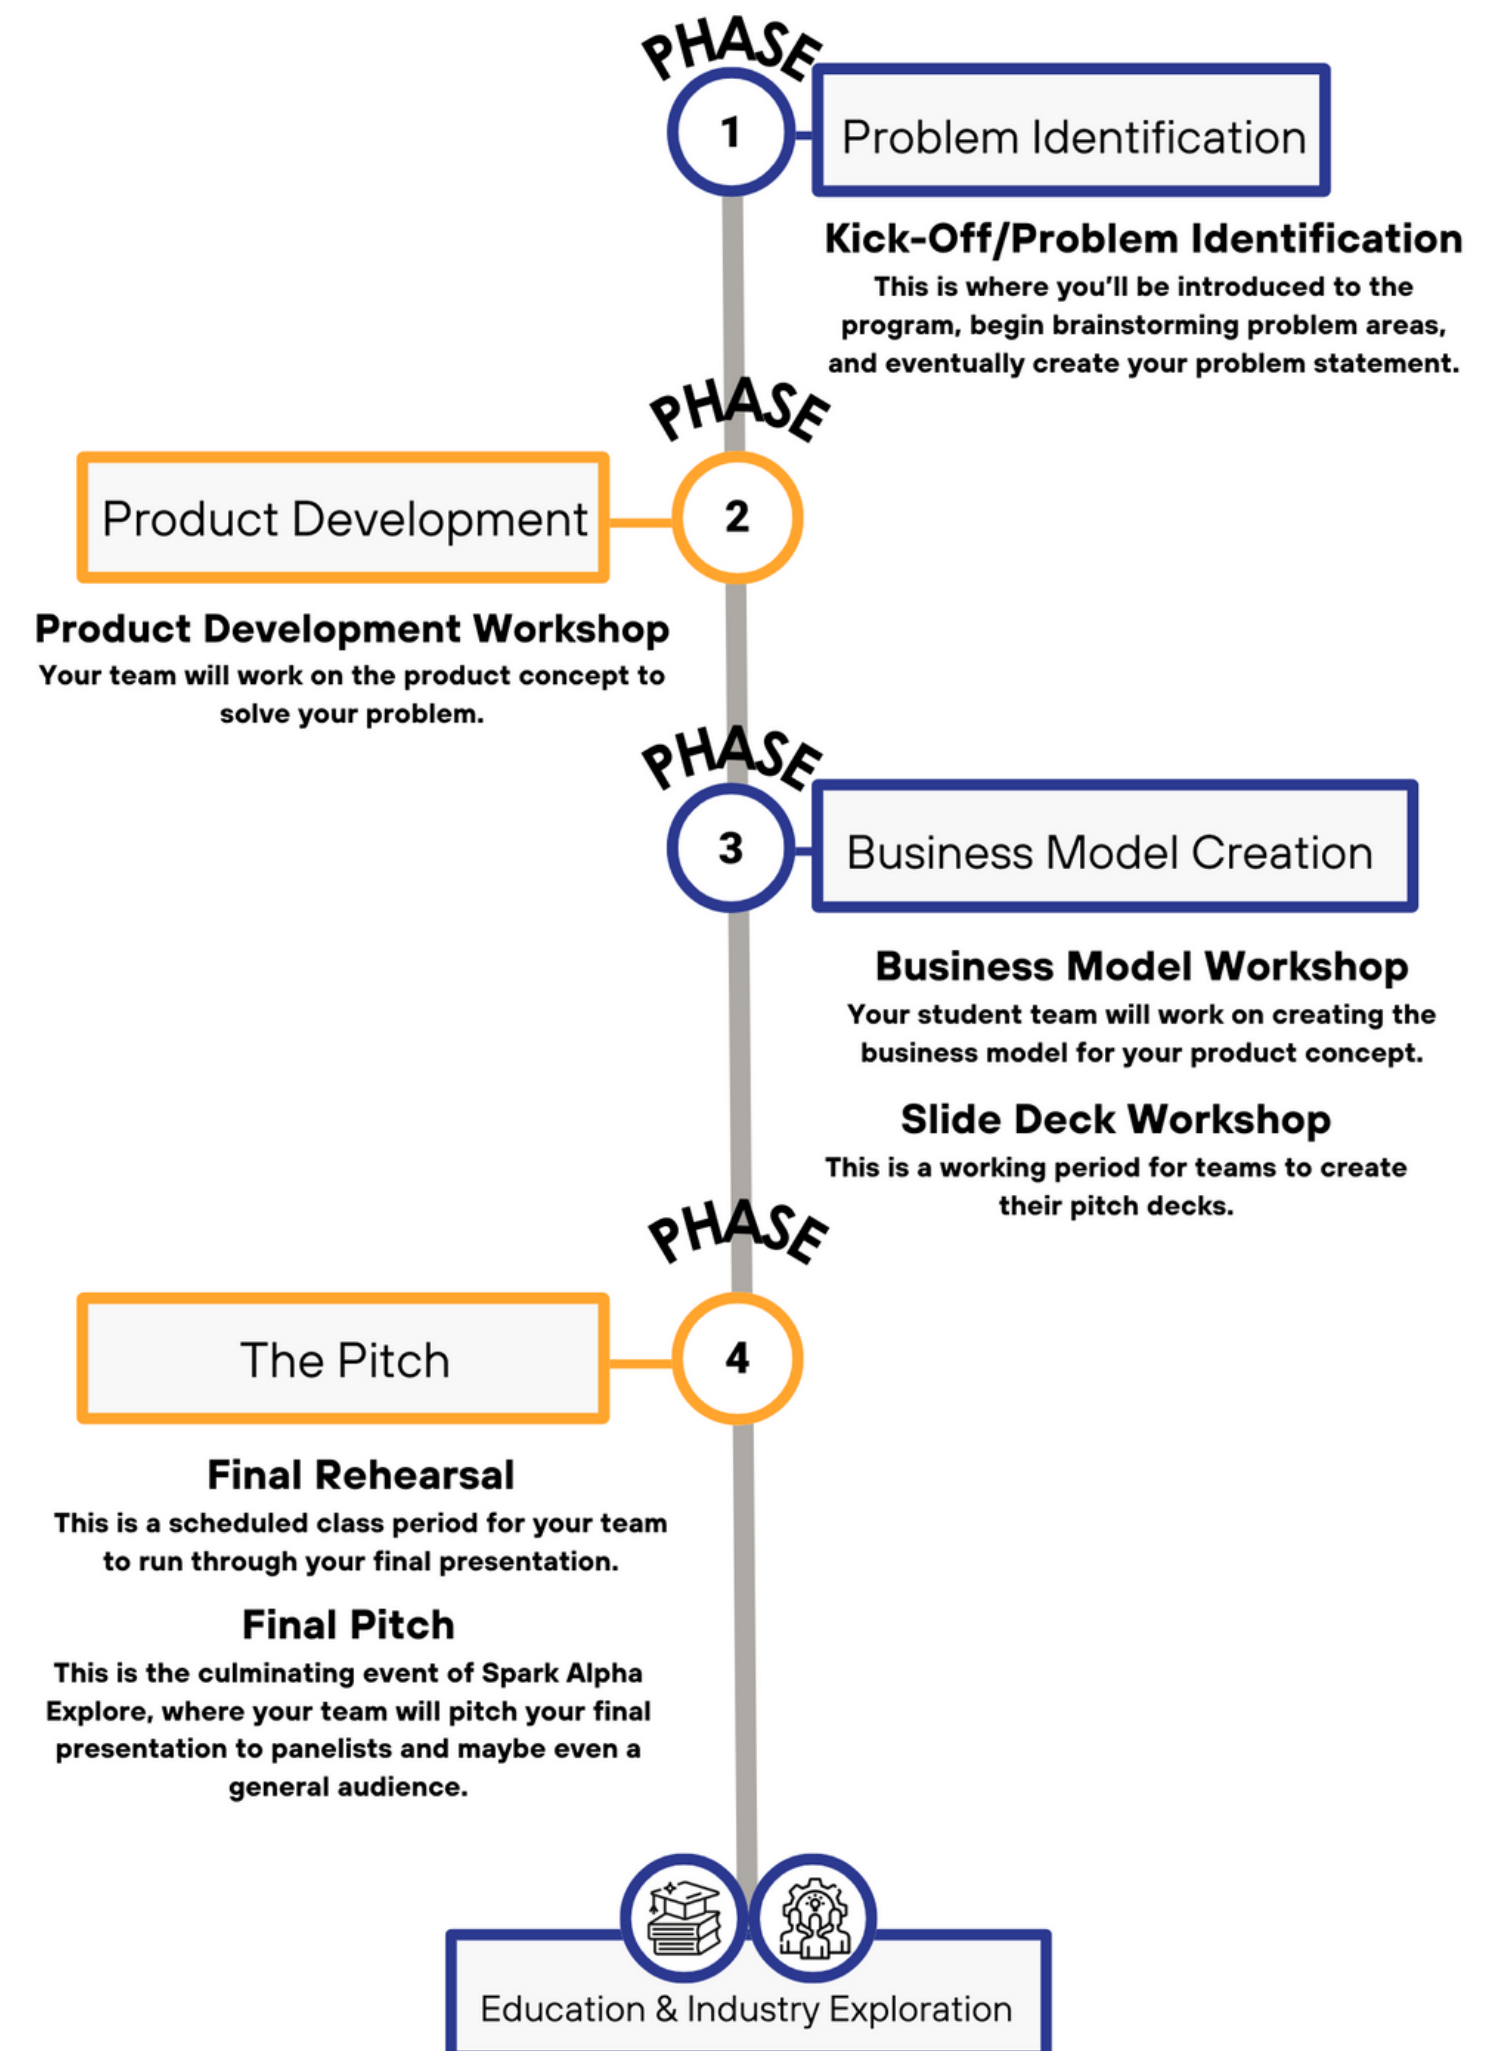 PHASE
1
Problem Identification
Kick-Off/Problem Identification
This is where you’ll be introduced to the
program, begin brainstorming problem areas,
and eventually create your problem statement.
PHASE
2
Product Development
Product Development Workshop
Your team will work on the product concept to
solve your problem.
PHASE
3
Business Model Creation
Business Model Workshop
Your student team will work on creating the
business model for your product concept.
Slide Deck Workshop
This is a working period for teams to create
their pitch decks.
PHASE
4
The Pitch
Final Rehearsal
This is a scheduled class period for your team
to run through your final presentation.
Final Pitch
This is the culminating event of Spark Alpha
Explore, where your team will pitch your final
presentation to panelists and maybe even a
general audience.
Education & Industry Exploration